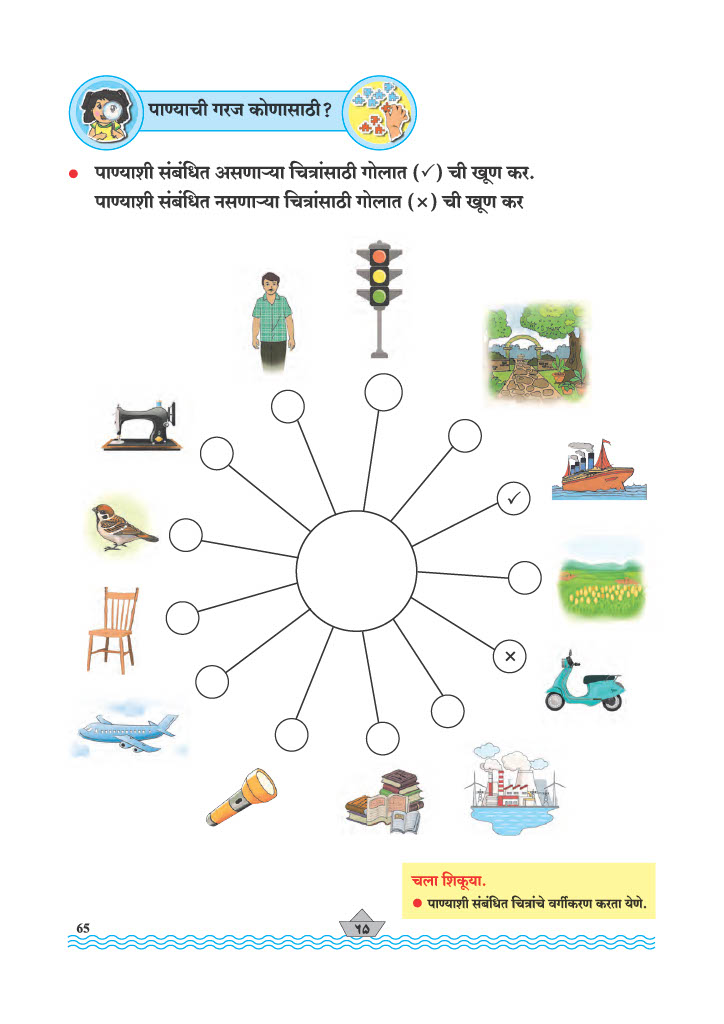 पाण्याची गरज कोणासाठी?
● पाण्याशी संबंधित असणाऱ्या चित्रांसाठी गोलात (✓) ची खूण कर.
पाण्याशी संबंधित नसणाऱ्या चित्रांसाठी गोलात (×) ची खूण कर
✓
×
चला शिकूया.
● पाण्याशी संबंधित चित्रांचे वर्गीकरण करता येणे.
65
६५